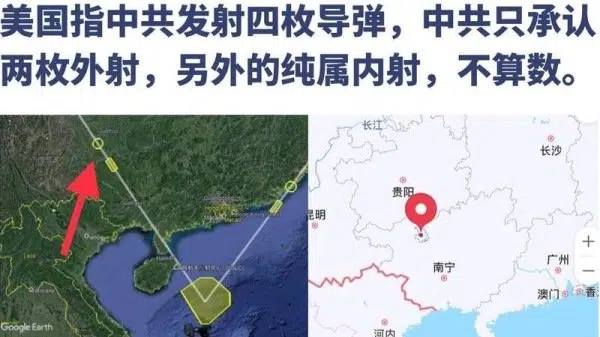 美国指中共发射四枚导弹，中共只承认
两枚外射，另外的纯属内射，不算数。
Google Earth
长江
长沙
贵阳
昆明
南宁
广州
澳门
香
河内
+
−